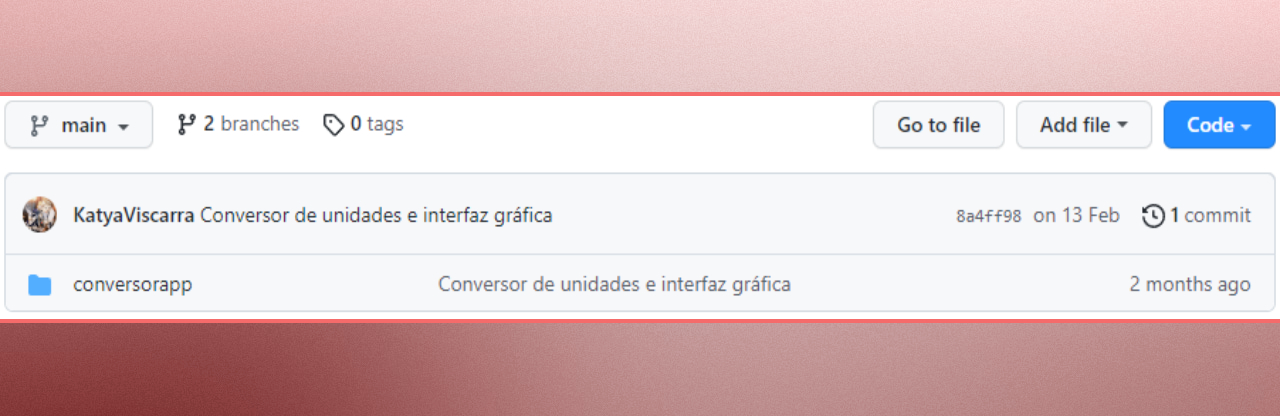 main 2 branches 0 tags Go to file Add file Code
KatyaViscarra Conversor de unidades e interfaz gráfica 8a4ff98 on 13 Feb 1 commit
conversorapp Conversor de unidades e interfaz gráfica 2 months ago